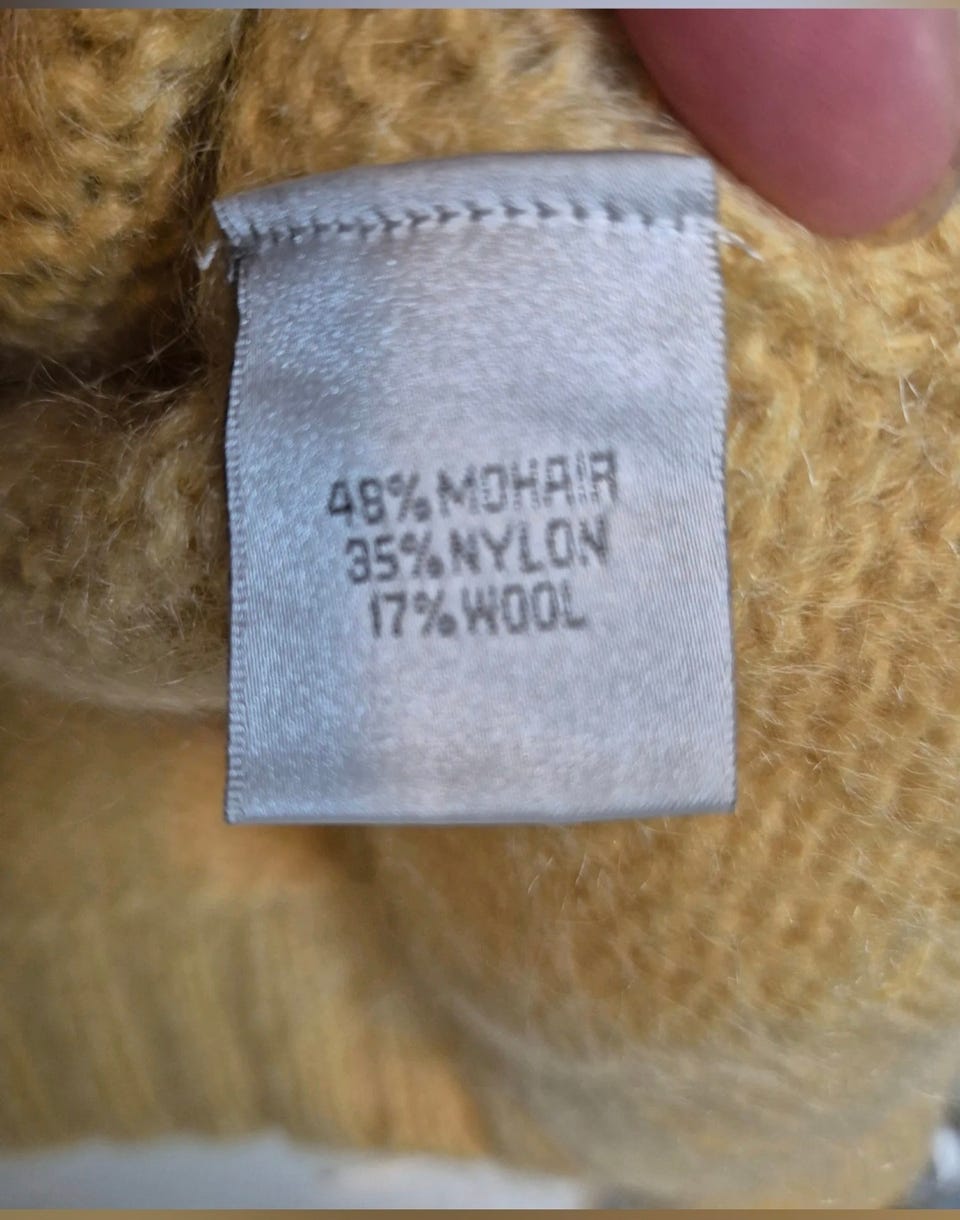 48% MOHAIR
35% NYLON
17% WOOL